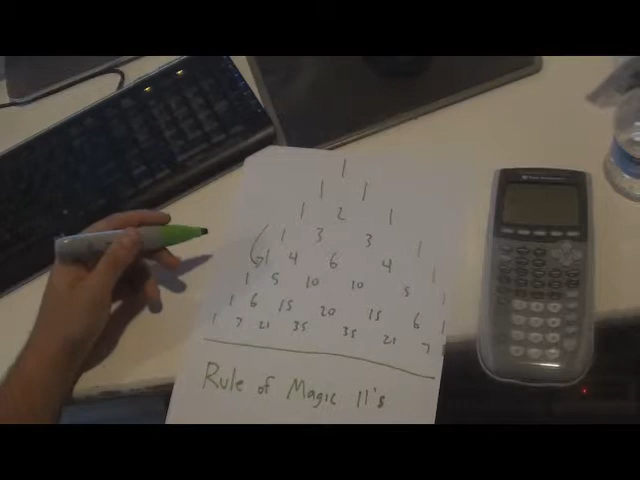 1
1 1
1 2 1
1 3 3 1
1 4 6 4 1
1 5 10 10 5 1
1 6 15 20 15 6 1
1 7 21 35 35 21 7 1
Rule of Magic 11's